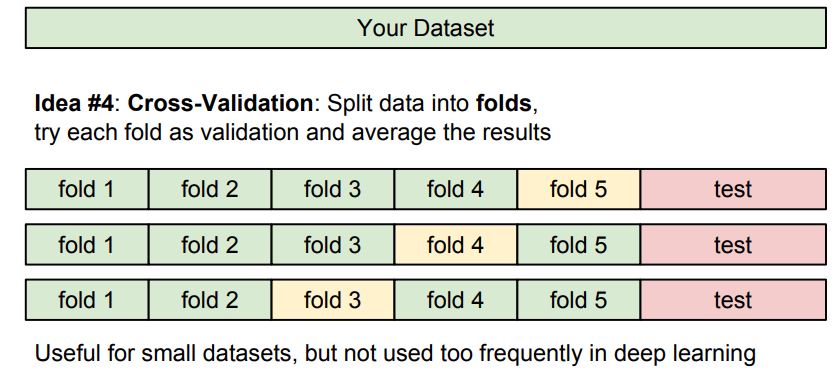 Your Dataset
Idea #4: Cross-Validation: Split data into folds,
try each fold as validation and average the results
fold 1 fold 2 fold 3 fold 4 fold 5 test
fold 1 fold 2 fold 3 fold 4 fold 5 test
fold 1 fold 2 fold 3 fold 4 fold 5 test
Useful for small datasets, but not used too frequently in deep learning